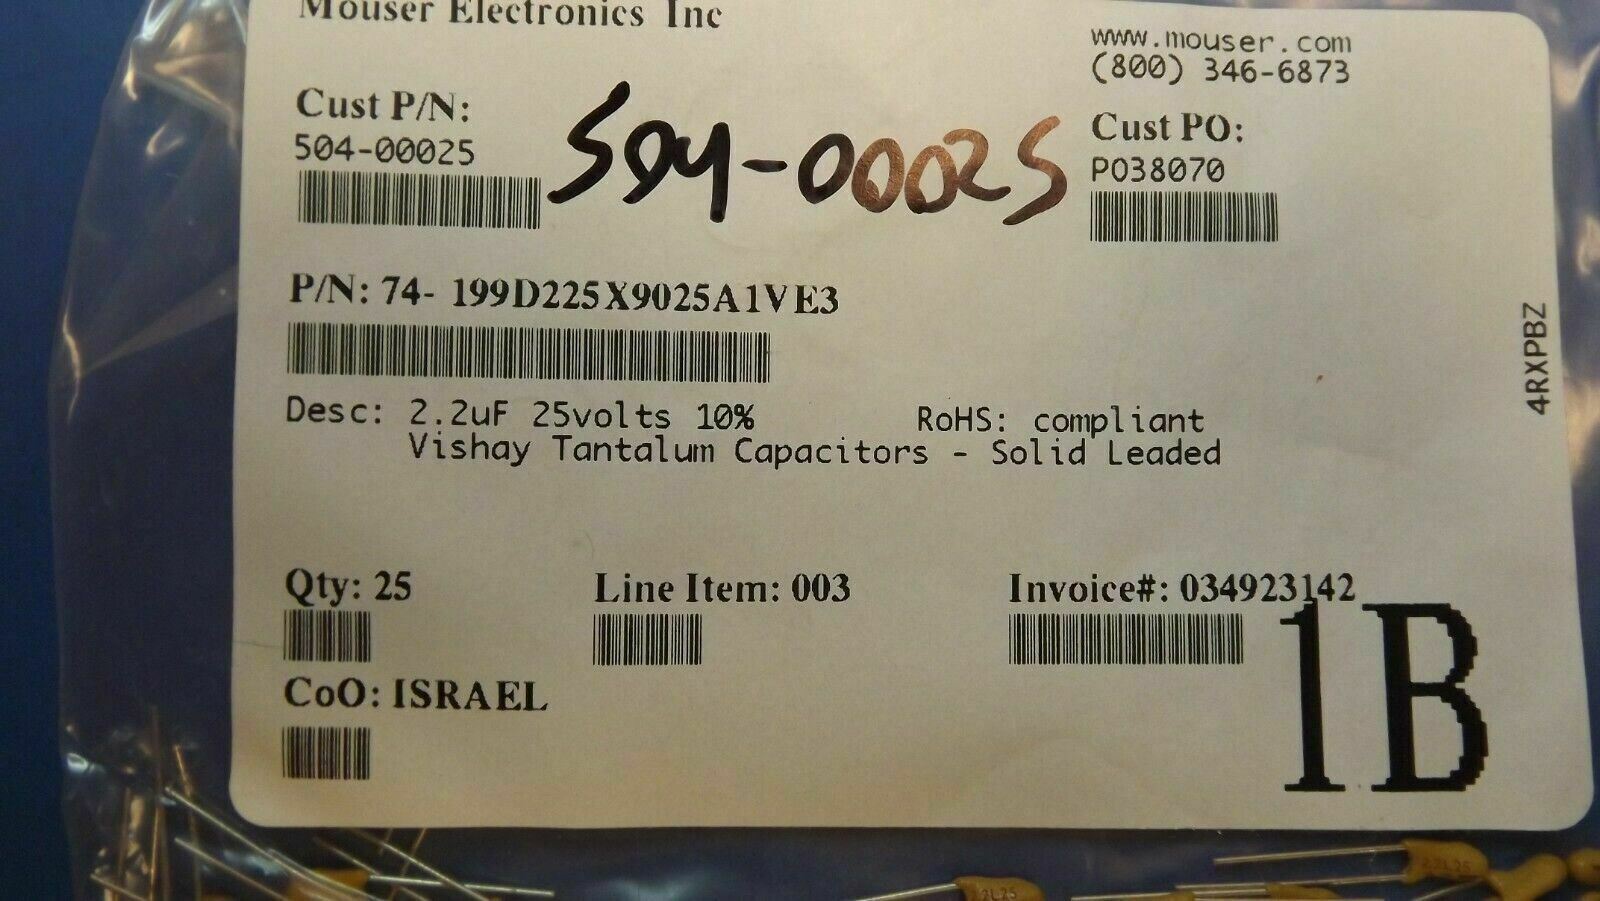 Mouser Electronics Inc
www.mouser.com
(800) 346-6873
Cust P/N:
504-00025
504-00025
Cust PO:
PO38070
P/N: 74- 199D225X9025A1VE3
4RXPBZ
Desc: 2.2uF 25volts 10% RoHS: compliant
Vishay Tantalum Capacitors - Solid Leaded
Qty: 25 Line Item: 003 Invoice#: 034923142
1B
CoO: ISRAEL